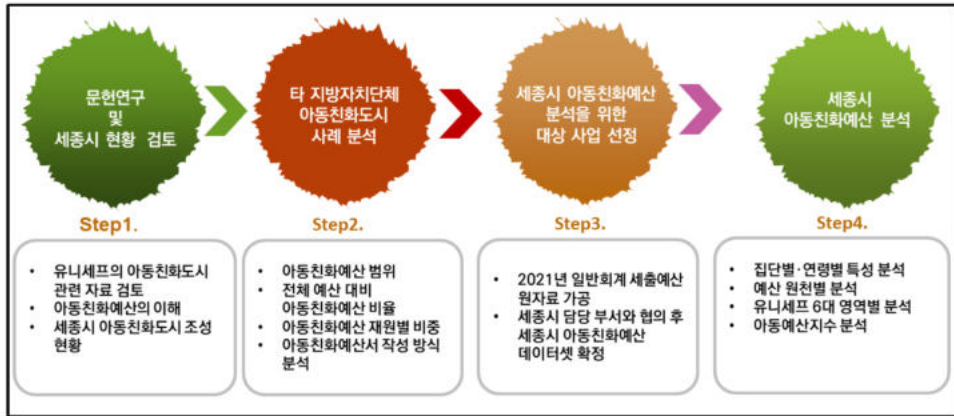 문헌연구
및
세종시 현황 검토
타 지방자치단체
아동친화도시
사례 분석
세종시 아동친화예산
분석을 위한
대상 사업 선정
세종시
아동친화예산 분석
Step1.
Step2.
Step3.
Step4.
• 유니세프의 아동친화도시
관련 자료 검토
• 아동친화예산의 이해
• 세종시 아동친화도시 조성
현황
• 아동친화예산 범위
• 전체 예산 대비
아동친화예산 비율
• 아동친화예산 재원별 비중
• 아동친화예산서 작성 방식
분석
• 2021년 일반회계 세출예산
원자료 가공
• 세종시 담당 부서와 협의 후
세종시 아동친화예산
데이터셋 확정
• 집단별·연령별 특성 분석
• 예산 원천별 분석
• 유니세프 6대 영역별 분석
• 아동예산지수 분석